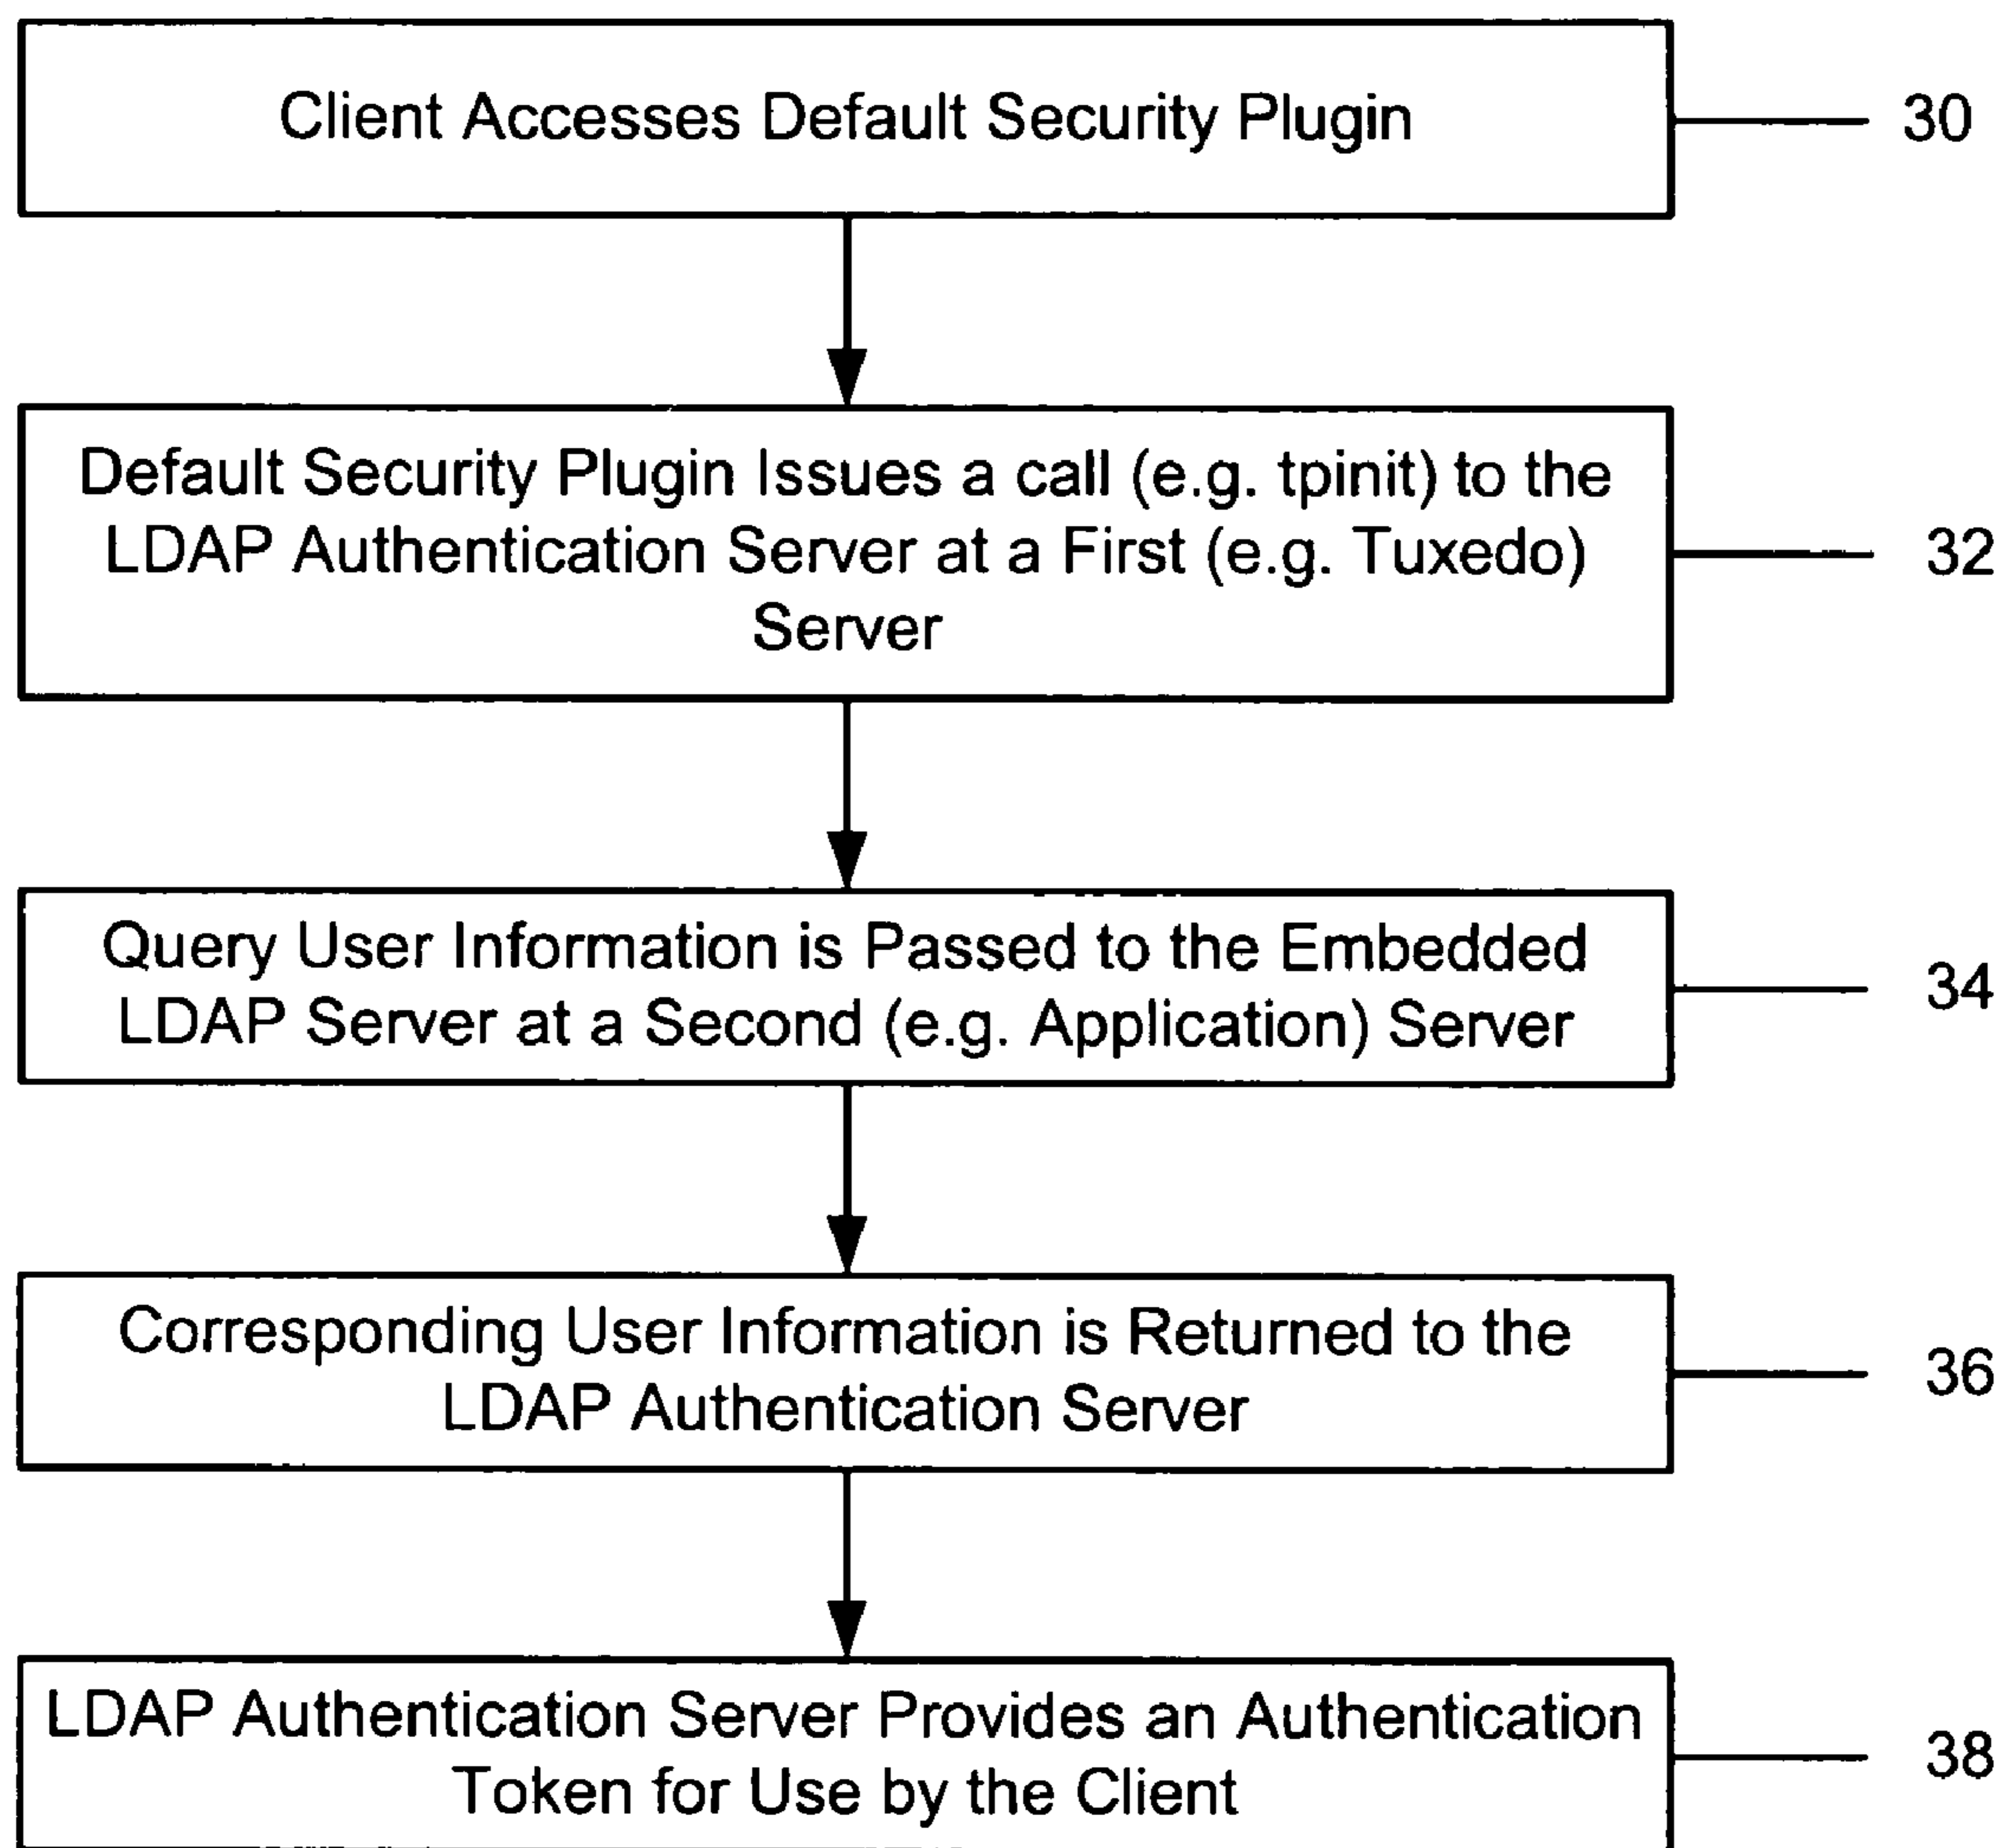 Client Accesses Default Security Plugin
30
Default Security Plugin Issues a call (e.g. tpinit) to the
LDAP Authentication Server at a First (e.g. Tuxedo)
Server
32
Query User Information is Passed to the Embedded
LDAP Server at a Second (e.g. Application) Server
34
Corresponding User Information is Returned to the
LDAP Authentication Server
36
LDAP Authentication Server Provides an Authentication
Token for Use by the Client
38